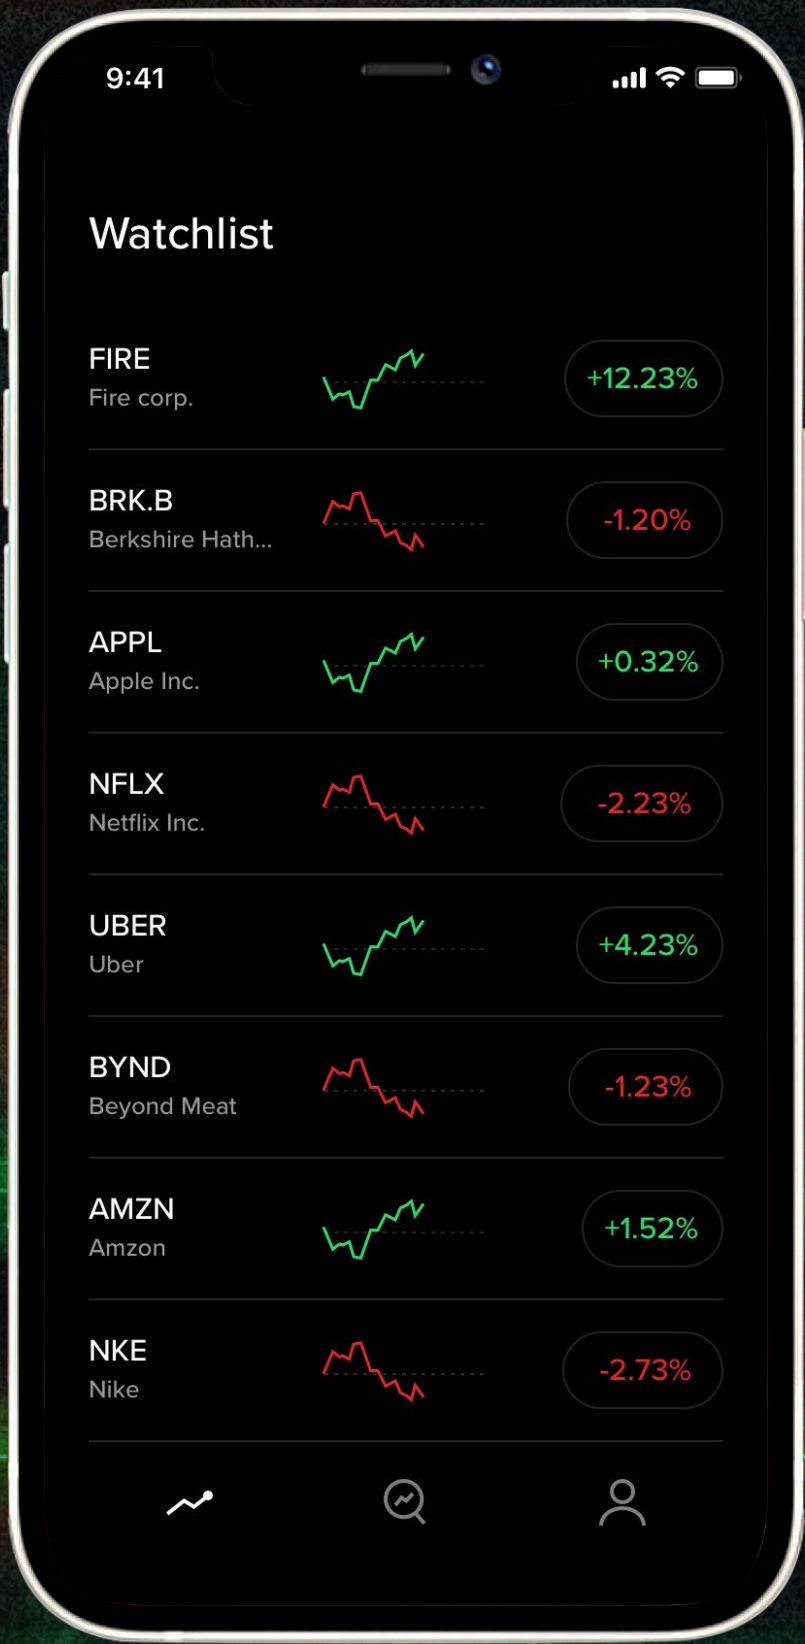 9:41
Watchlist
FIRE
Fire corp.
+12.23%
BRK.B
Berkshire Hath...
-1.20%
APPL
Apple Inc.
+0.32%
NFLX
Netflix Inc.
-2.23%
UBER
Uber
+4.23%
BYND
Beyond Meat
-1.23%
AMZN
Amzon
+1.52%
NKE
Nike
-2.73%